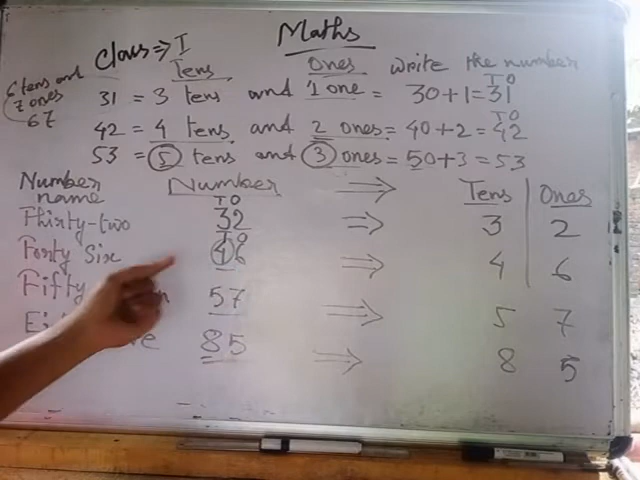 Maths
Class ⇒ I
Tens Ones Write the number
6 tens and
7 ones
67
T O
31 = 3 tens and 1 one = 30+1=31
T O
42 = 4 tens and 2 ones = 40+2=42
53 = 5 tens and 3 ones = 50+3=53
Number name Number ⇒ Tens Ones
T O
Thirty-two 32 ⇒ 3 2
T O
Forty Six 46 ⇒ 4 6
Fifty 57 ⇒ 5 7
85 ⇒ 8 5